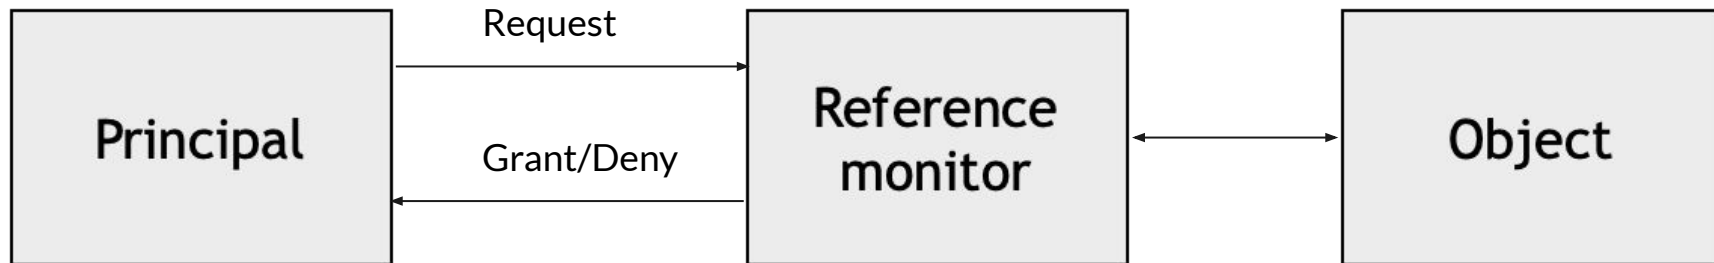 Principal
Request
Grant/Deny
Reference
monitor
Object